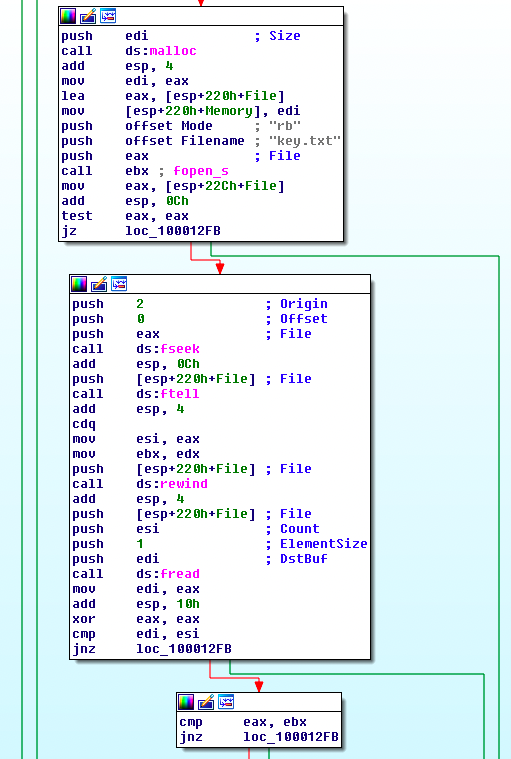 push edi ; Size
call ds:malloc
add esp, 4
mov edi, eax
lea eax, [esp+220h+File]
mov [esp+220h+Memory], edi
push offset Mode ; "rb"
push offset Filename ; "key.txt"
push eax ; File
call ebx ; fopen_s
mov eax, [esp+22Ch+File]
add esp, 0Ch
test eax, eax
jz loc_100012FB
push 2 ; Origin
push 0 ; Offset
push eax ; File
call ds:fseek
add esp, 0Ch
push [esp+220h+File] ; File
call ds:ftell
add esp, 4
cdq
mov esi, eax
mov ebx, edx
push [esp+220h+File] ; File
call ds:rewind
add esp, 4
push [esp+220h+File] ; File
push esi ; Count
push 1 ; ElementSize
push edi ; DstBuf
call ds:fread
mov edi, eax
add esp, 10h
xor eax, eax
cmp edi, esi
jnz loc_100012FB
cmp eax, ebx
jnz loc_100012FB